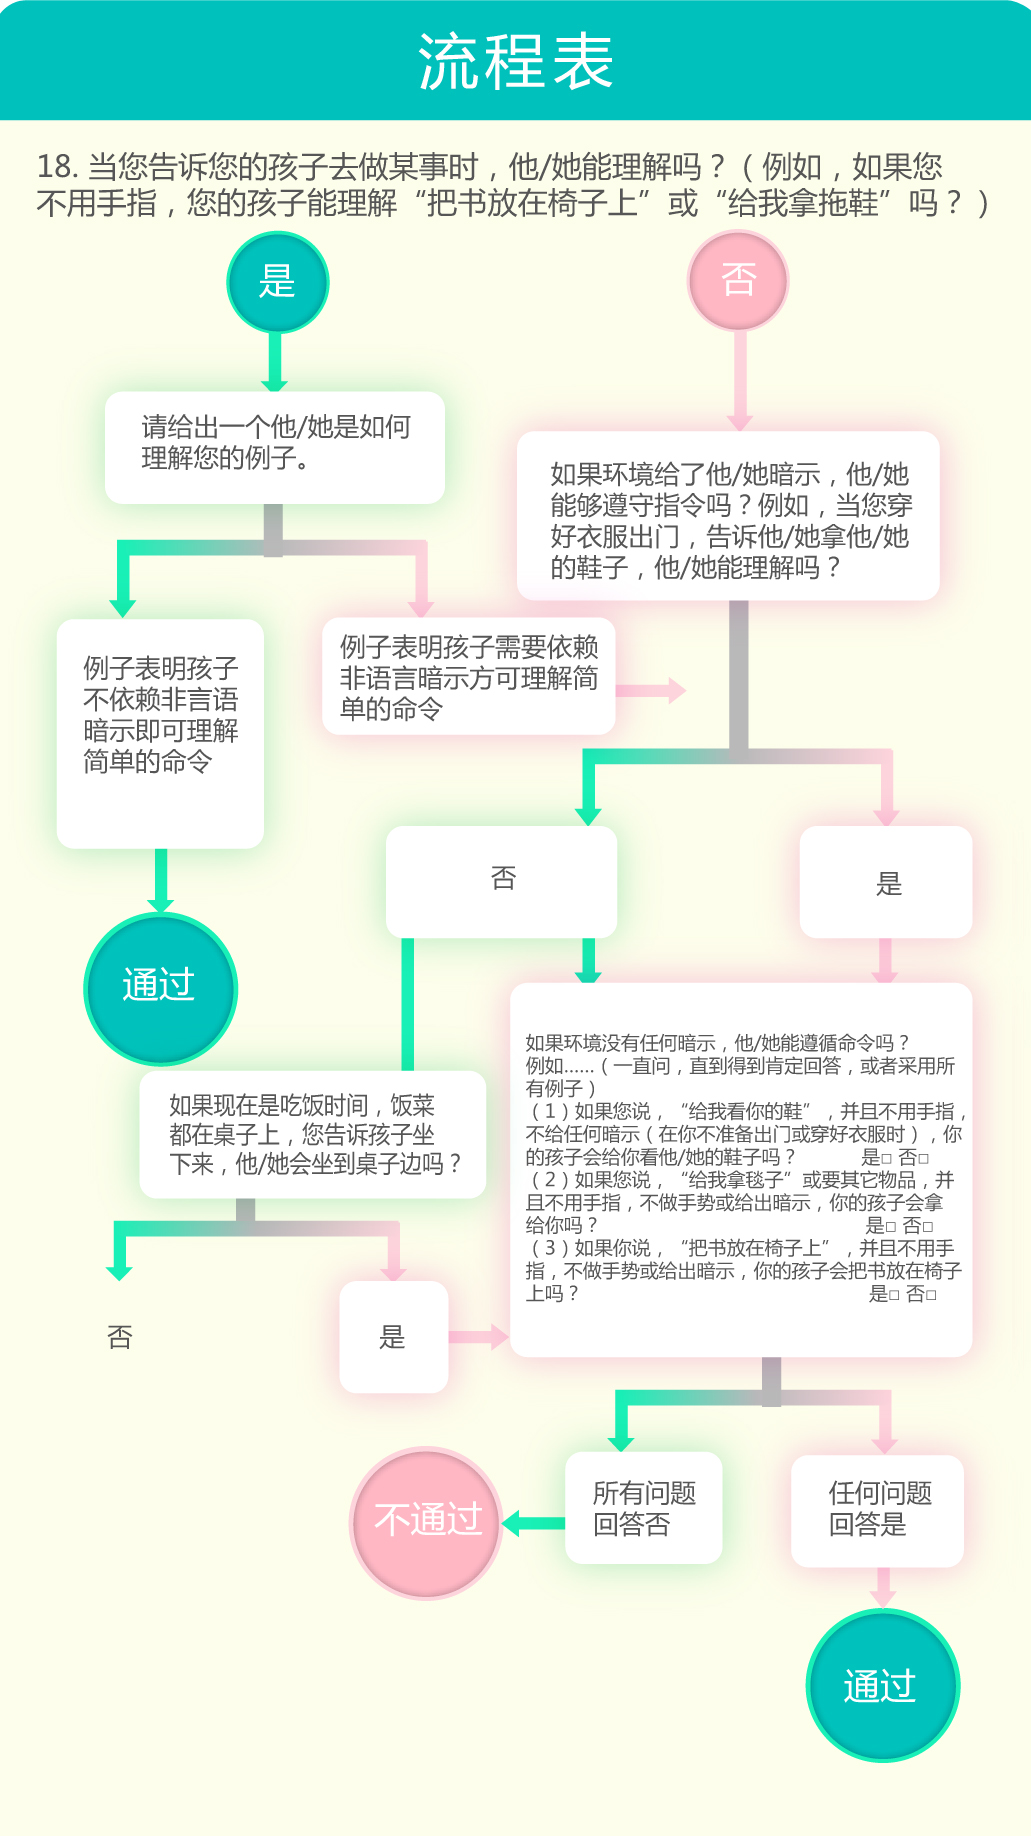 流程表
18. 当您告诉您的孩子去做某事时，他/她能理解吗？（例如，如果您
不用手指，您的孩子能理解“把书放在椅子上”或“给我拿拖鞋”吗？）
是
否
请给出一个他/她是如何
理解您的例子。
如果环境给了他/她暗示，他/她
能够遵守指令吗？例如，当您穿
好衣服出门，告诉他/她拿他/她
的鞋子，他/她能理解吗？
例子表明孩子
不依赖非言语
暗示即可理解
简单的命令
例子表明孩子需要依赖
非语言暗示方可理解简
单的命令
否
是
通过
如果现在是吃饭时间，饭菜
都在桌子上，您告诉孩子坐
下来，他/她会坐到桌子边吗？
如果环境没有任何暗示，他/她能遵循命令吗？
例如......（一直问，直到得到肯定回答，或者采用所
有例子）
（1）如果您说，“给我看你的鞋”，并且不用手指，
不给任何暗示（在你不准备出门或穿好衣服时），你
的孩子会给你看他/她的鞋子吗？ 是□ 否□
（2）如果您说，“给我拿毯子”或要其它物品，并
且不用手指，不做手势或给出暗示，你的孩子会拿
给你吗？ 是□ 否□
（3）如果你说，“把书放在椅子上”，并且不用手
指，不做手势或给出暗示，你的孩子会把书放在椅子
上吗？ 是□ 否□
否
是
不通过
所有问题
回答否
任何问题
回答是
通过